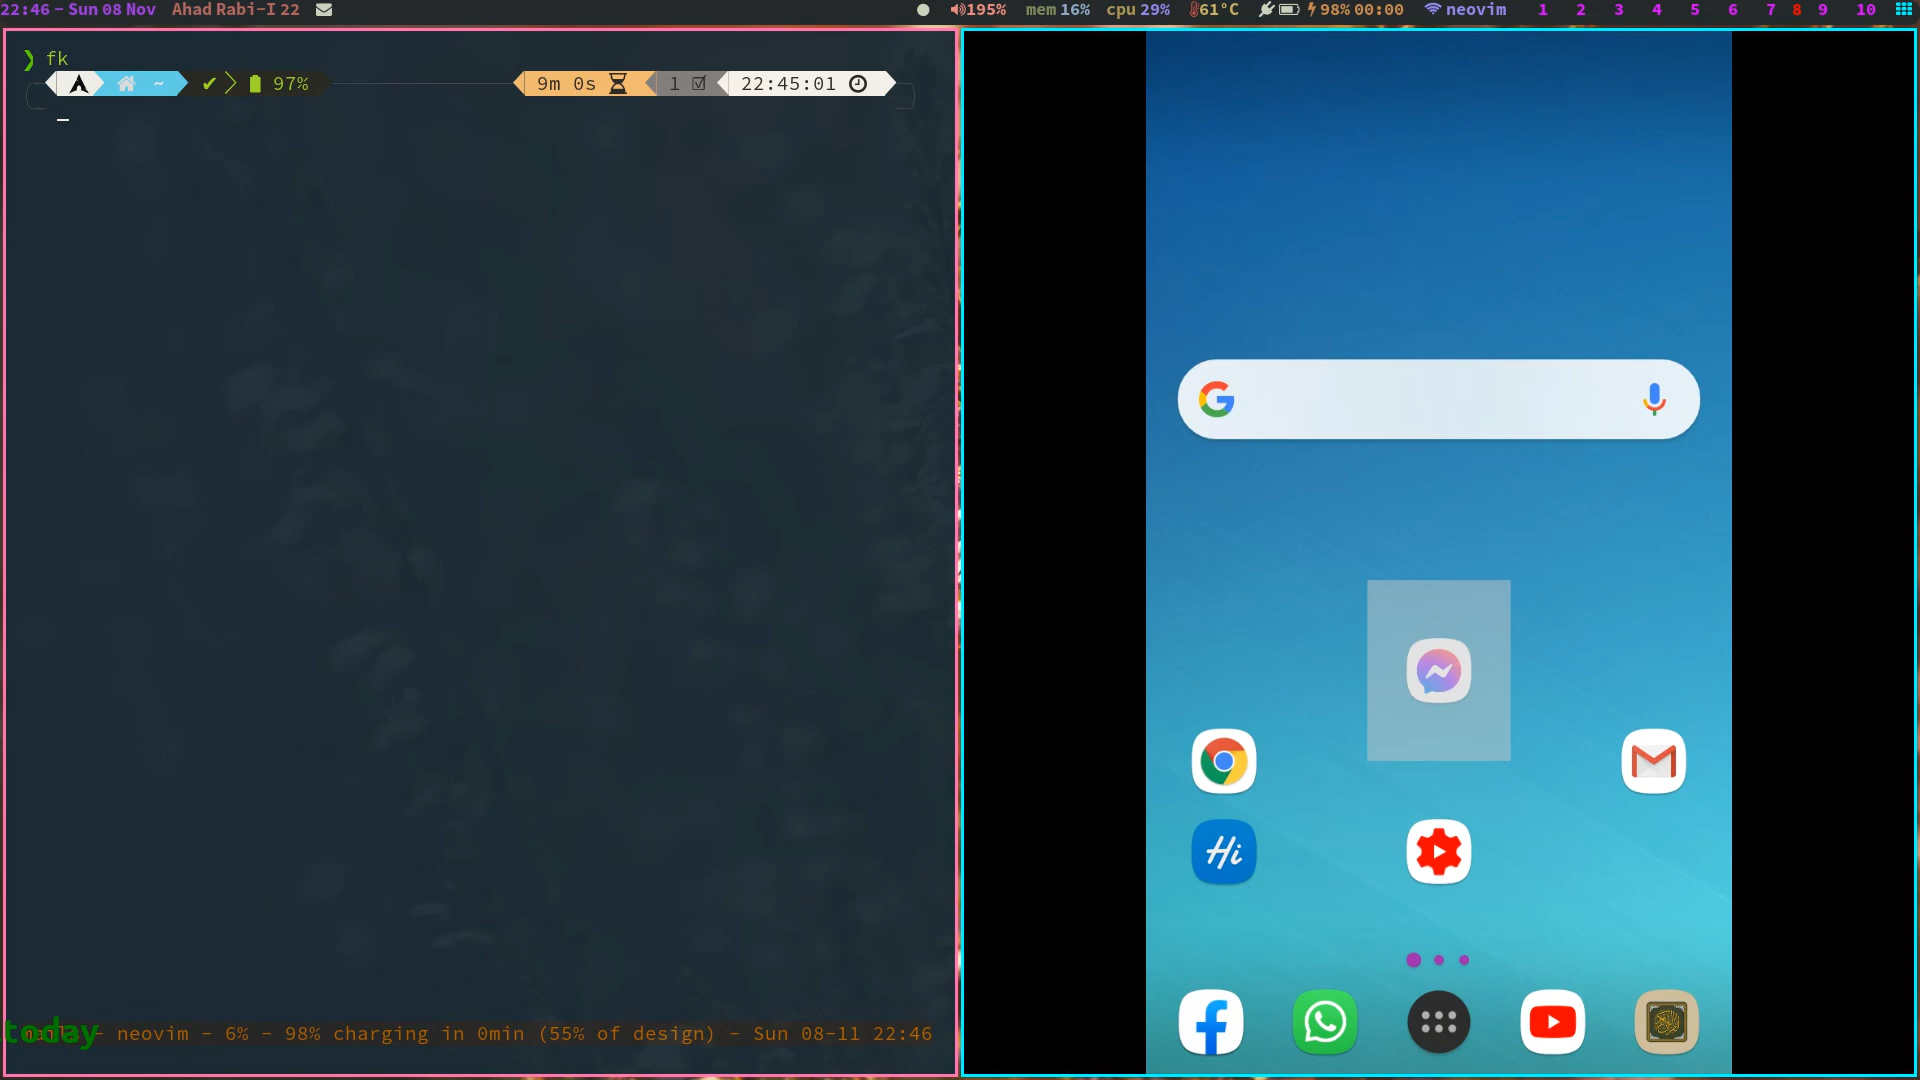 22:46 - Sun 08 Nov Ahad Rabi-I 22 195% mem 16% cpu 29% 61°C 98% 00:00 neovim 1 2 3 4 5 6 7 8 9 10
❯ fk
~ ✔ 97% 9m 0s 1 22:45:01
Hi
today - neovim - 6% - 98% charging in 0min (55% of design) - Sun 08-11 22:46